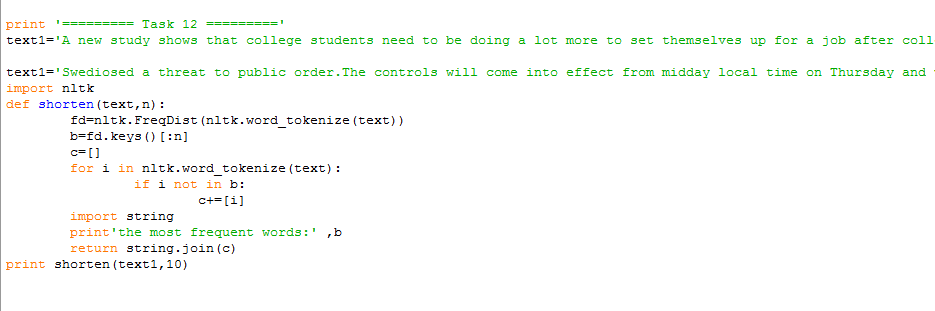 print '========= Task 12 ========='
text1='A new study shows that college students need to be doing a lot more to set themselves up for a job after coll
text1='Swediosed a threat to public order.The controls will come into effect from midday local time on Thursday and
import nltk
def shorten(text,n):
        fd=nltk.FreqDist(nltk.word_tokenize(text))
        b=fd.keys()[:n]
        c=[]
        for i in nltk.word_tokenize(text):
                if i not in b:
                        c+=[i]
        import string
        print'the most frequent words:' ,b
        return string.join(c)
print shorten(text1,10)